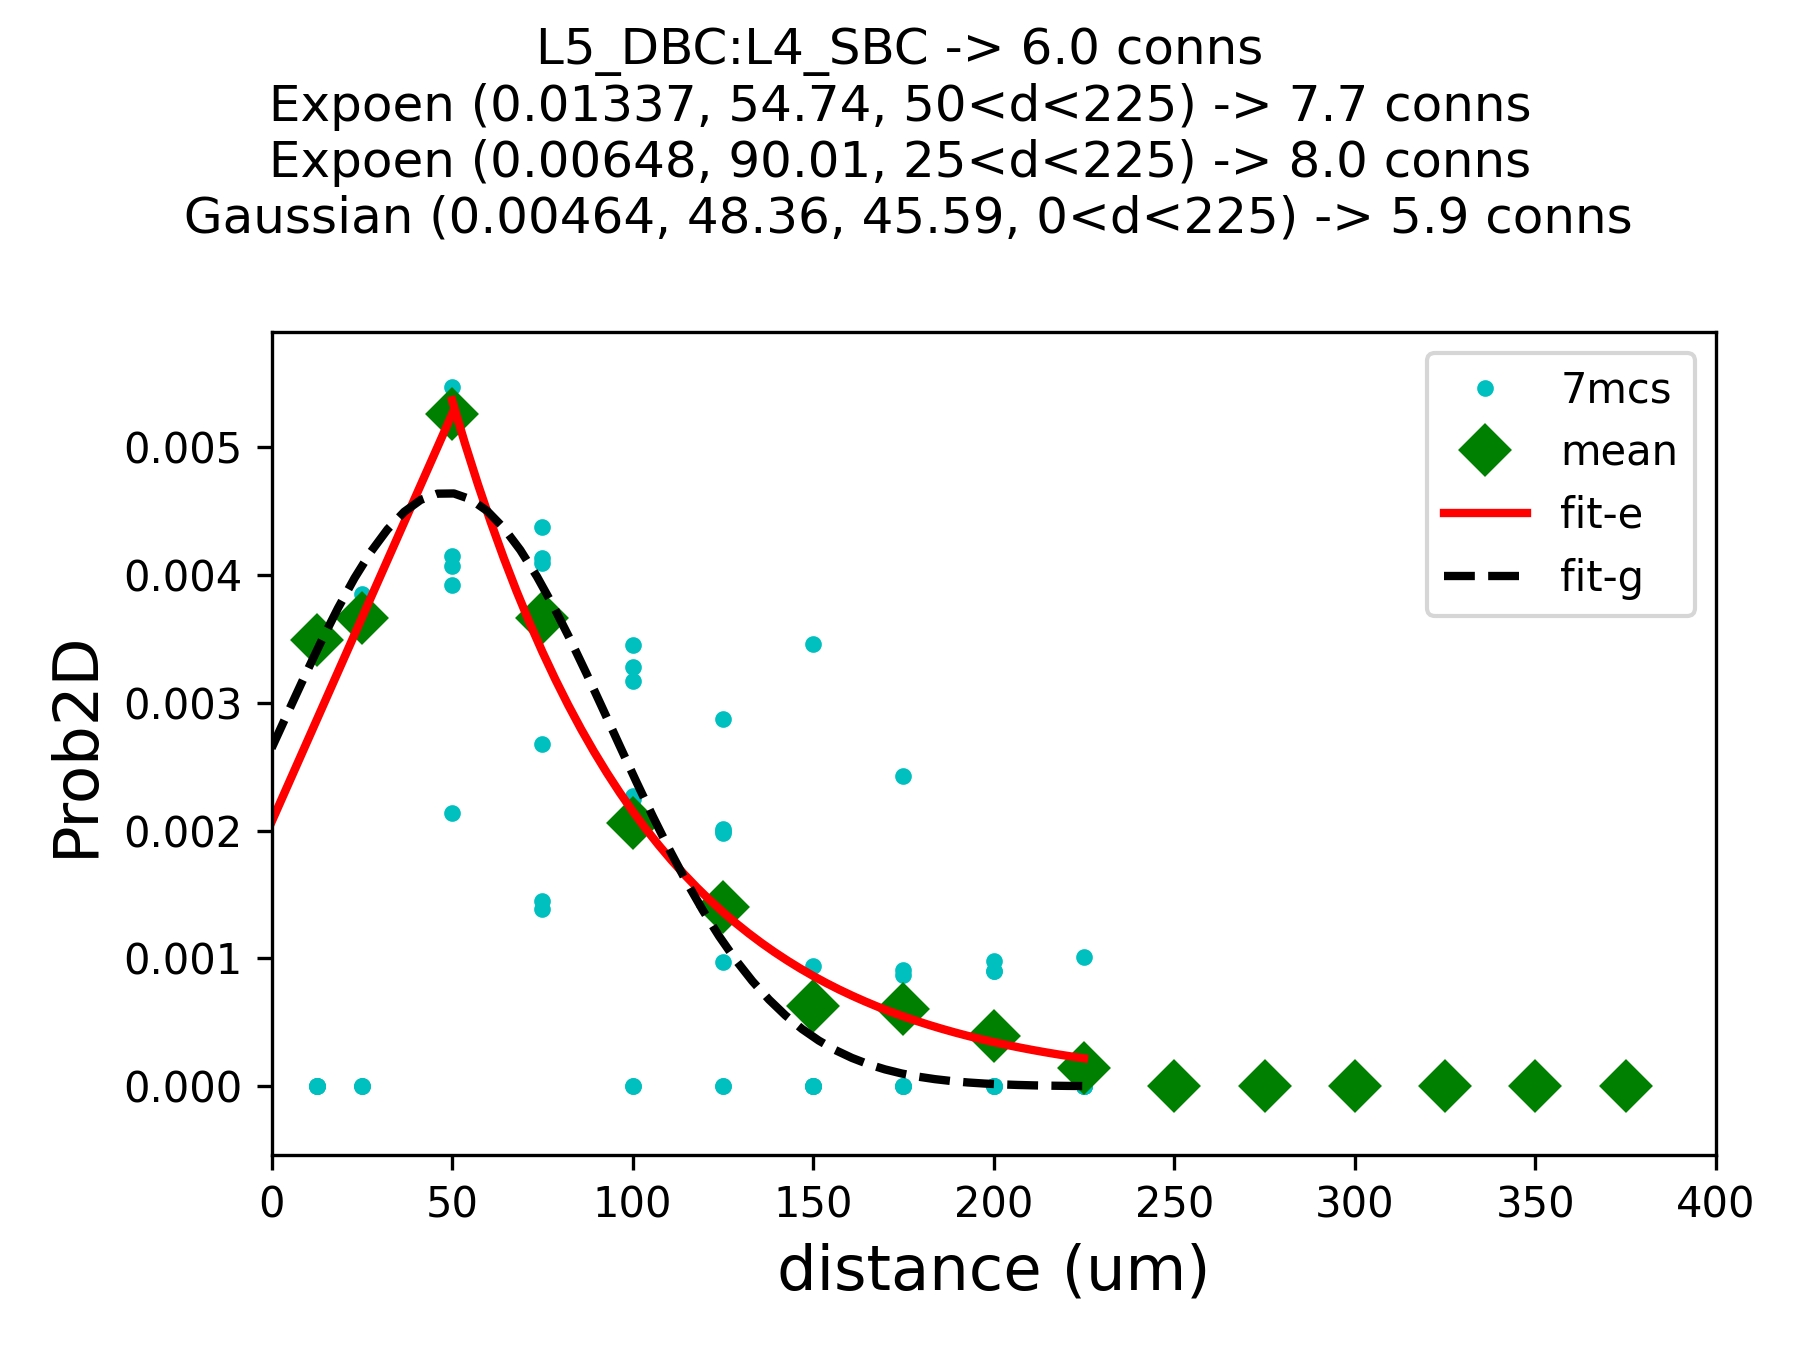 L5_DBC:L4_SBC -> 6.0 conns
Expoen (0.01337, 54.74, 50<d<225) -> 7.7 conns
Expoen (0.00648, 90.01, 25<d<225) -> 8.0 conns
Gaussian (0.00464, 48.36, 45.59, 0<d<225) -> 5.9 conns
7mcs
mean
fit-e
fit-g
Prob2D
0.005
0.004
0.003
0.002
0.001
0.000
0 50 100 150 200 250 300 350 400
distance (um)